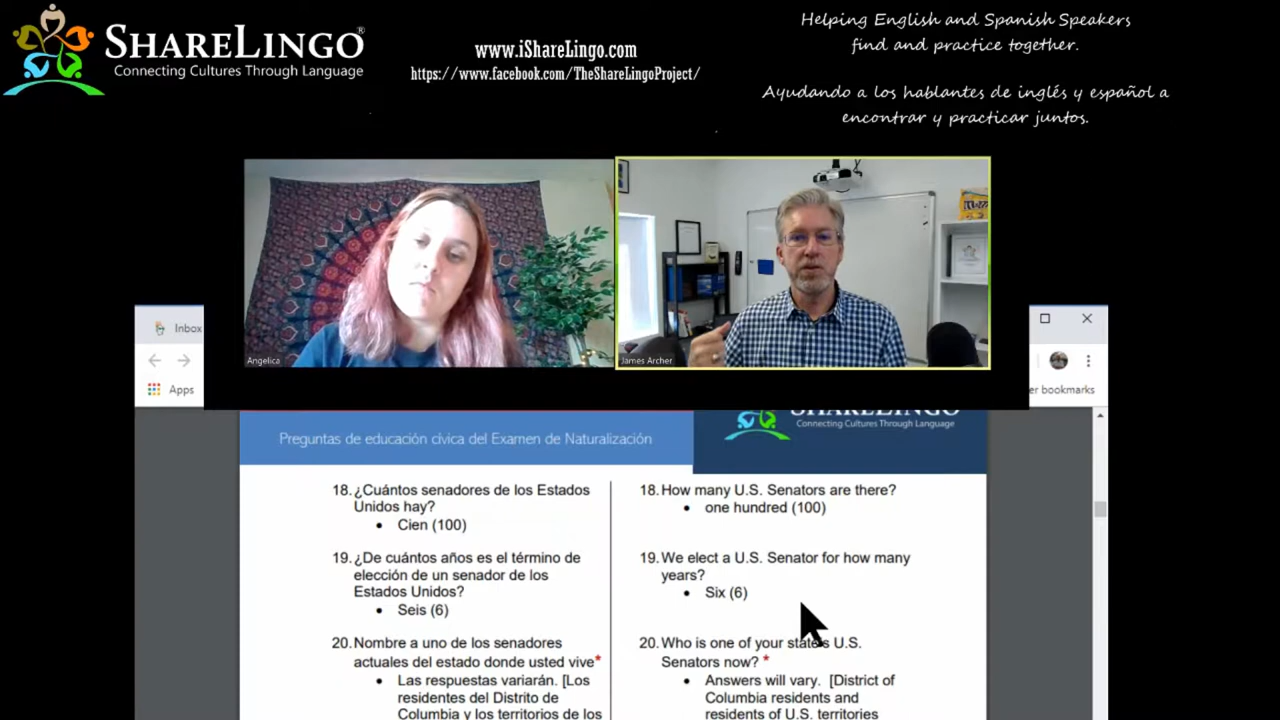 SHARELINGO®
Connecting Cultures Through Language
www.iShareLingo.com
https://www.facebook.com/TheShareLingoProject/
Helping English and Spanish Speakers
find and practice together.
Ayudando a los hablantes de inglés y español a
encontrar y practicar juntos.
Angelica
James Archer
Inbox
Apps
er bookmarks
Preguntas de educación cívica del Examen de Naturalización
SHARELINGO
Connecting Cultures Through Language
18. ¿Cuántos senadores de los Estados
Unidos hay?
• Cien (100)
19. ¿De cuántos años es el término de
elección de un senador de los
Estados Unidos?
• Seis (6)
20. Nombre a uno de los senadores
actuales del estado donde usted vive*
• Las respuestas variarán. [Los
residentes del Distrito de
Columbia y los territorios de los
18. How many U.S. Senators are there?
• one hundred (100)
19. We elect a U.S. Senator for how many
years?
• Six (6)
20. Who is one of your state's U.S.
Senators now? *
• Answers will vary. [District of
Columbia residents and
residents of U.S. territories